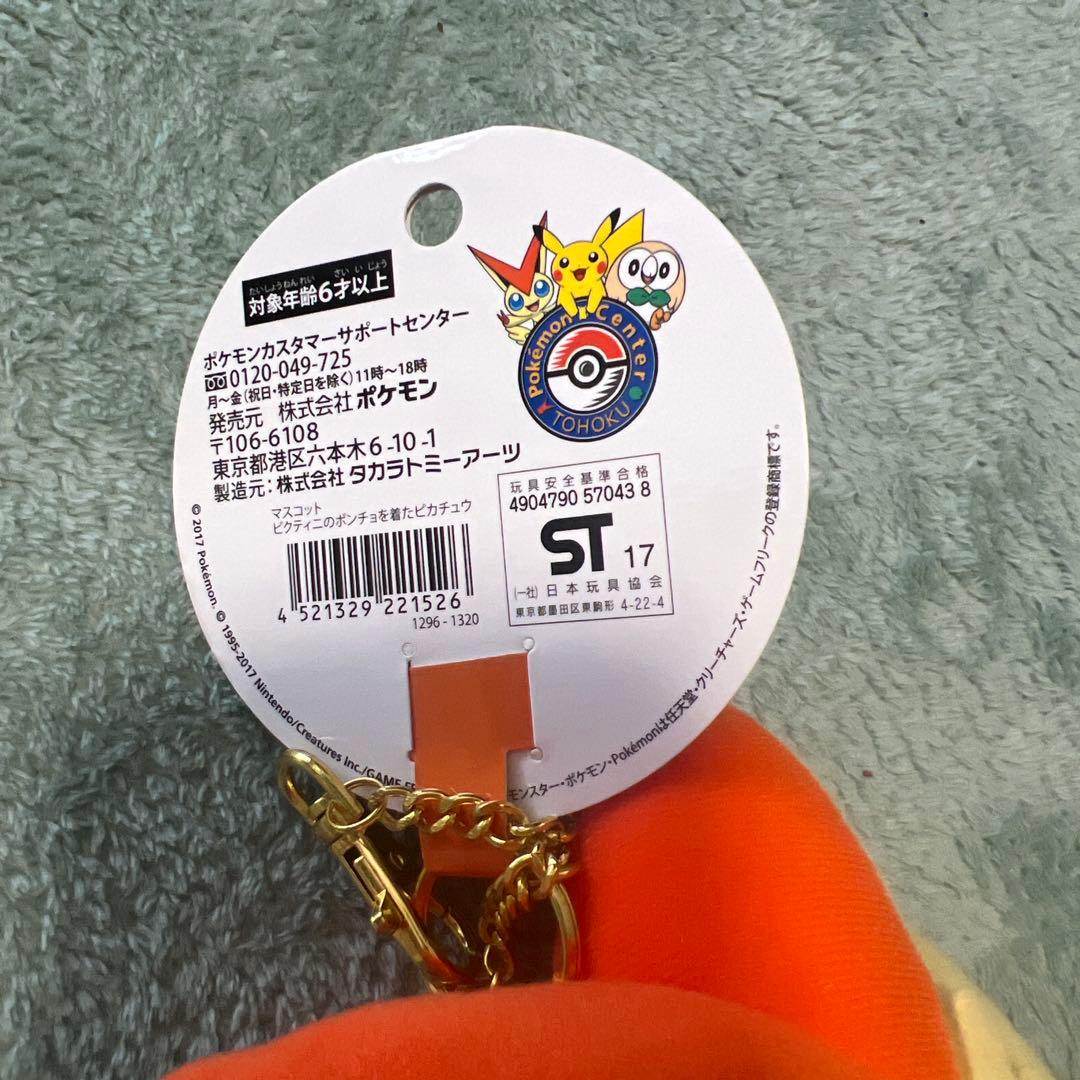 たいしょうねんれい さいいじょう
対象年齢6才以上
ポケモンカスタマーサポートセンター
0120-049-725
月～金(祝日・特定日を除く)11時～18時
発売元 株式会社 ポケモン
〒106-6108
東京都港区六本木6-10-1
製造元：株式会社 タカラトミーアーツ
マスコット
ビクティニのポンチョを着たピカチュウ
4 521329 221526
1296-1320
Pokémon Center
TOHOKU
玩具安全基準合格
4904790 57043 8
ST 17
(一社)日本玩具協会
東京都墨田区東駒形 4-22-4
© 2017 Pokémon. © 1995-2017 Nintendo/Creatures Inc./GAME
モンスター・ポケモン・Pokémonは任天堂・クリーチャーズ・ゲームフリークの登録商標です。